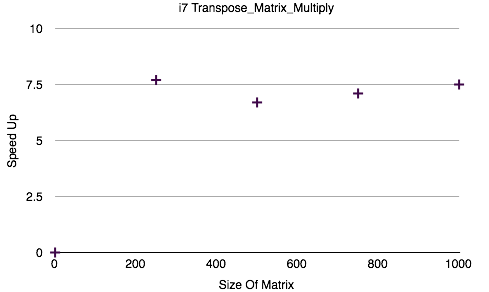 i7 Transpose_Matrix_Multiply
10
7.5
5
2.5
0
Speed Up
0 200 400 600 800 1000
Size Of Matrix